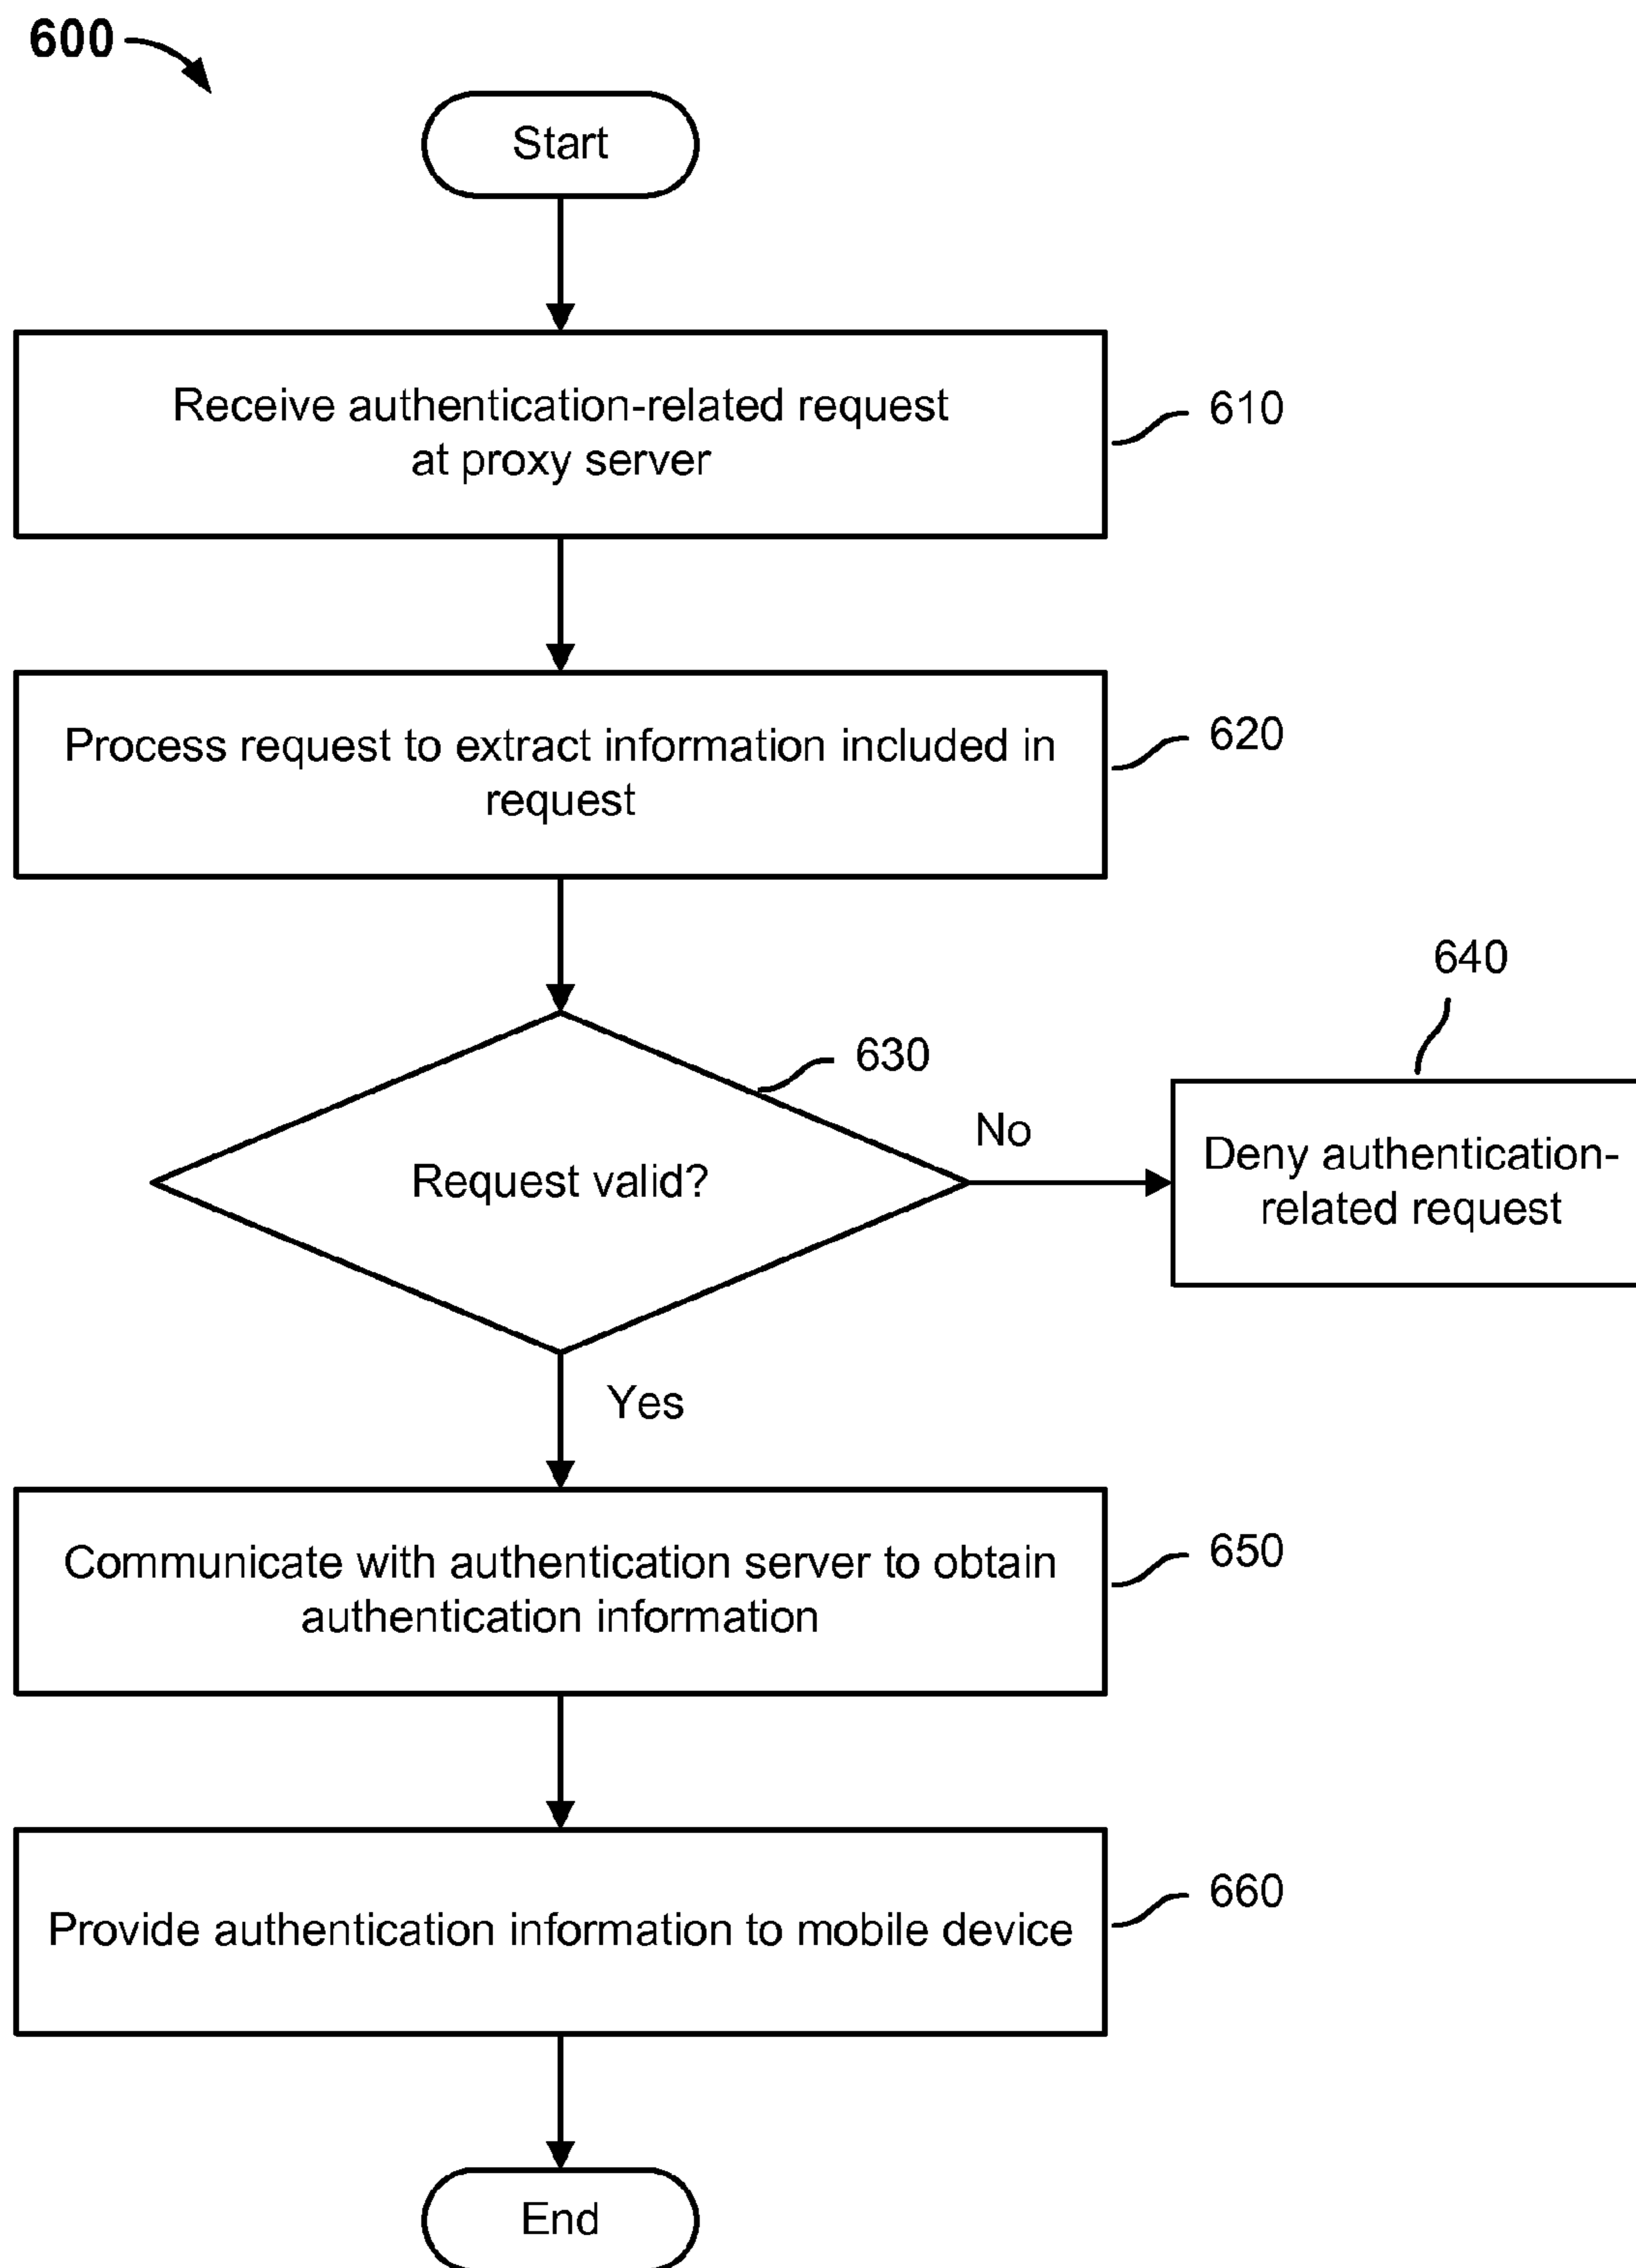 600
Start
Receive authentication-related request
at proxy server
610
Process request to extract information included in
request
620
640
630
No
Request valid?
Deny authentication-
related request
Yes
Communicate with authentication server to obtain
authentication information
650
Provide authentication information to mobile device
660
End